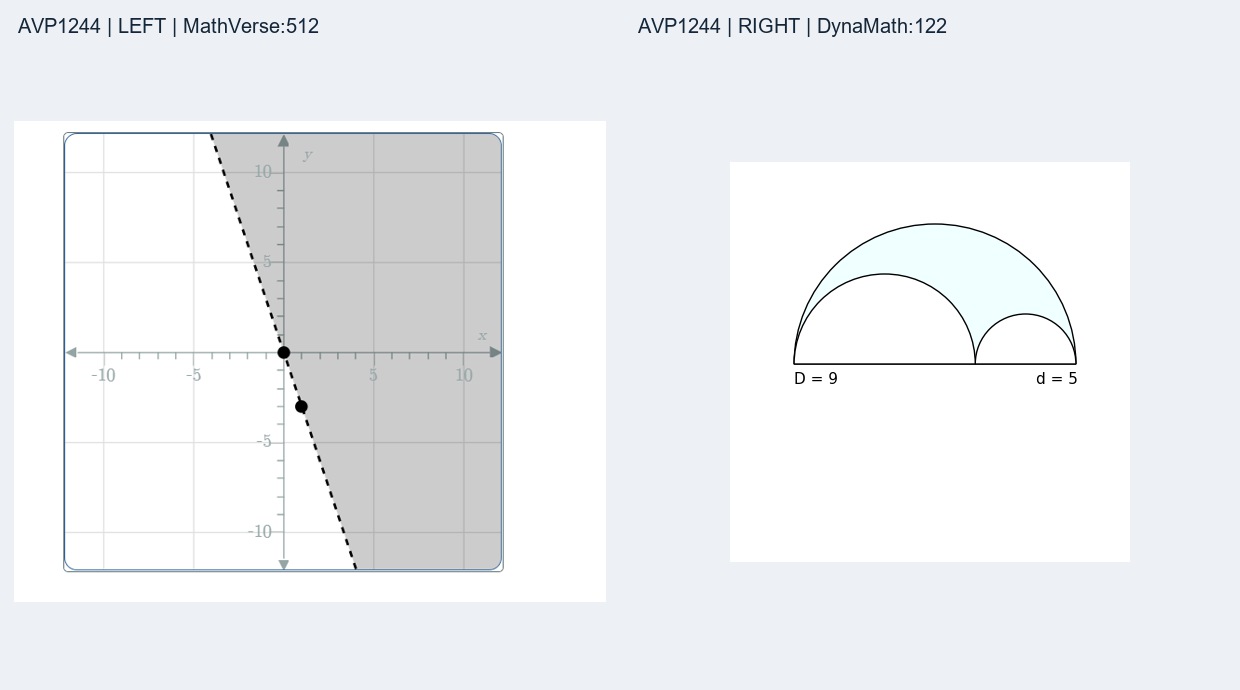 AVP1244 | LEFT | MathVerse:512
AVP1244 | RIGHT | DynaMath:122
y
10
5
x
-10
-5
5
10
-5
-10
D = 9
d = 5